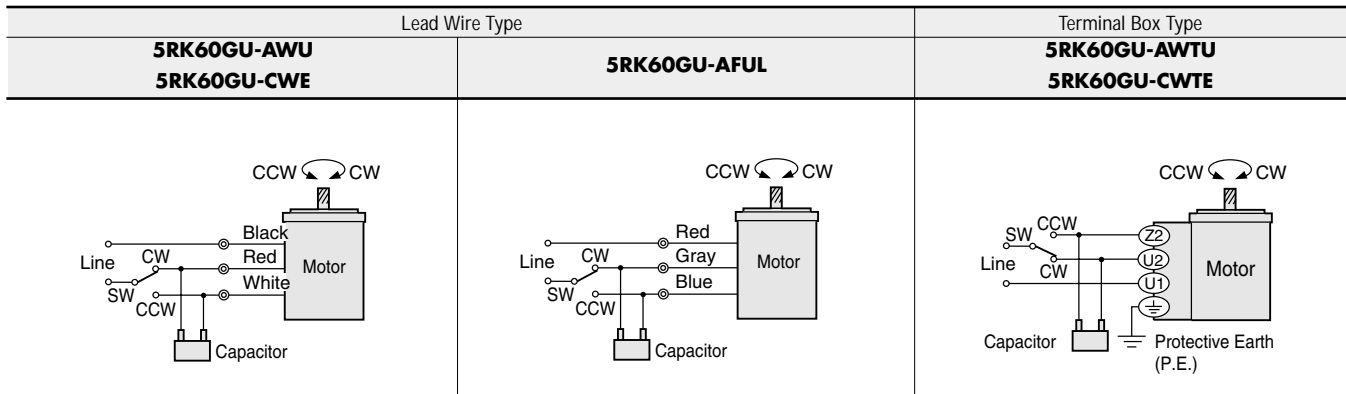 Lead Wire Type
Terminal Box Type
5RK60GU-AWU
5RK60GU-CWE
5RK60GU-AFUL
5RK60GU-AWTU
5RK60GU-CWTE
CCW CW
Black
Red
White
Line
CW
SW
CCW
Motor
Capacitor
CCW CW
Red
Gray
Blue
Line
CW
SW
CCW
Motor
Capacitor
CCW CW
SW
CCW
Line
CW
Z2
U2
U1
Motor
Capacitor
Protective Earth
(P.E.)